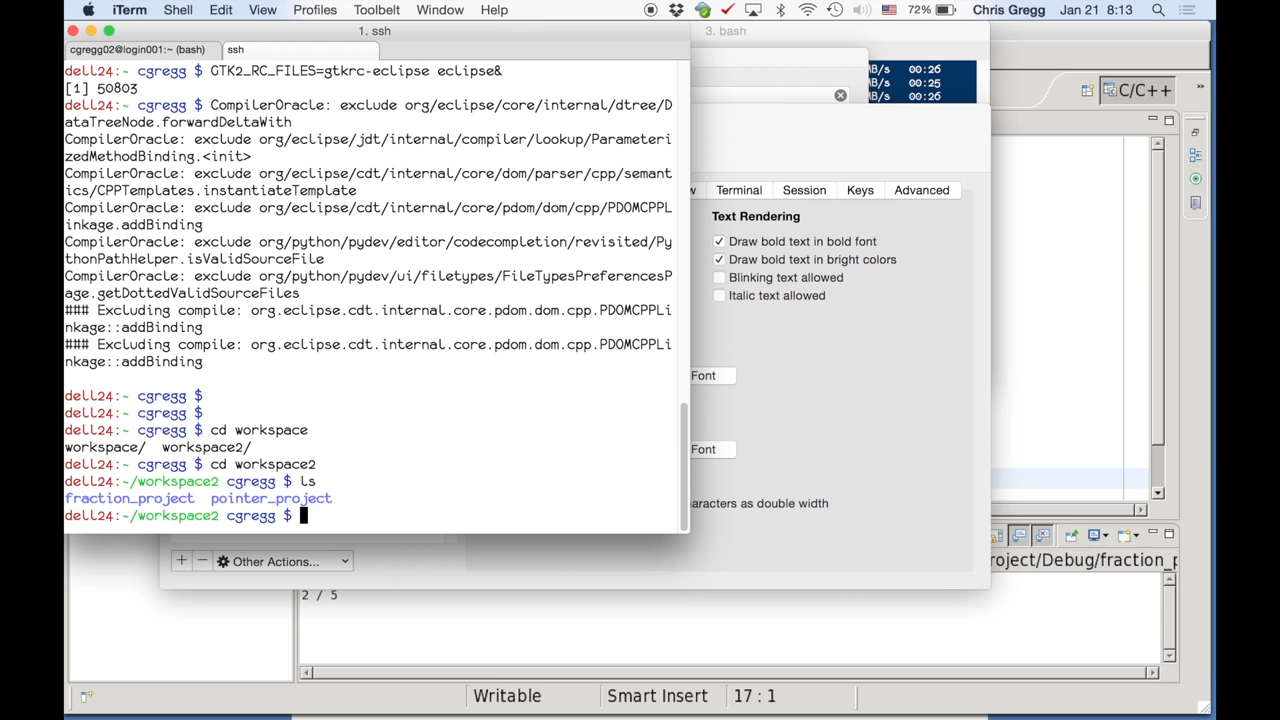 iTerm Shell Edit View Profiles Toolbelt Window Help 72% Chris Gregg Jan 21 8:13
1. ssh
3. bash
cgregg02@login001:~ (bash) ssh
dell24:~ cgregg $ GTK2_RC_FILES=gtkrc-eclipse eclipse&
[1] 50803
dell24:~ cgregg $ CompilerOracle: exclude org/eclipse/core/internal/dtree/D
ataTreeNode.forwardDeltaWith
CompilerOracle: exclude org/eclipse/jdt/internal/compiler/lookup/Parameteri
zedMethodBinding.<init>
CompilerOracle: exclude org/eclipse/cdt/internal/core/dom/parser/cpp/semant
ics/CPPTemplates.instantiateTemplate
CompilerOracle: exclude org/eclipse/cdt/internal/core/pdom/dom/cpp/PDOMCPPL
inkage.addBinding
CompilerOracle: exclude org/python/pydev/editor/codecompletion/revisited/Py
thonPathHelper.isValidSourceFile
CompilerOracle: exclude org/python/pydev/ui/filetypes/FileTypesPreferencesP
age.getDottedValidSourceFiles
### Excluding compile: org.eclipse.cdt.internal.core.pdom.dom.cpp.PDOMCPPLi
nkage::addBinding
### Excluding compile: org.eclipse.cdt.internal.core.pdom.dom.cpp.PDOMCPPLi
nkage::addBinding
dell24:~ cgregg $
dell24:~ cgregg $
dell24:~ cgregg $ cd workspace
workspace/ workspace2/
dell24:~ cgregg $ cd workspace2
dell24:~/workspace2 cgregg $ ls
fraction_project pointer_project
dell24:~/workspace2 cgregg $
MB/s 00:26
MB/s 00:25
MB/s 00:26
C/C++
w Terminal Session Keys Advanced
Text Rendering
Draw bold text in bold font
Draw bold text in bright colors
Blinking text allowed
Italic text allowed
Font
Font
aracters as double width
+ − Other Actions...
roject/Debug/fraction_p
2 / 5
Writable Smart Insert 17 : 1